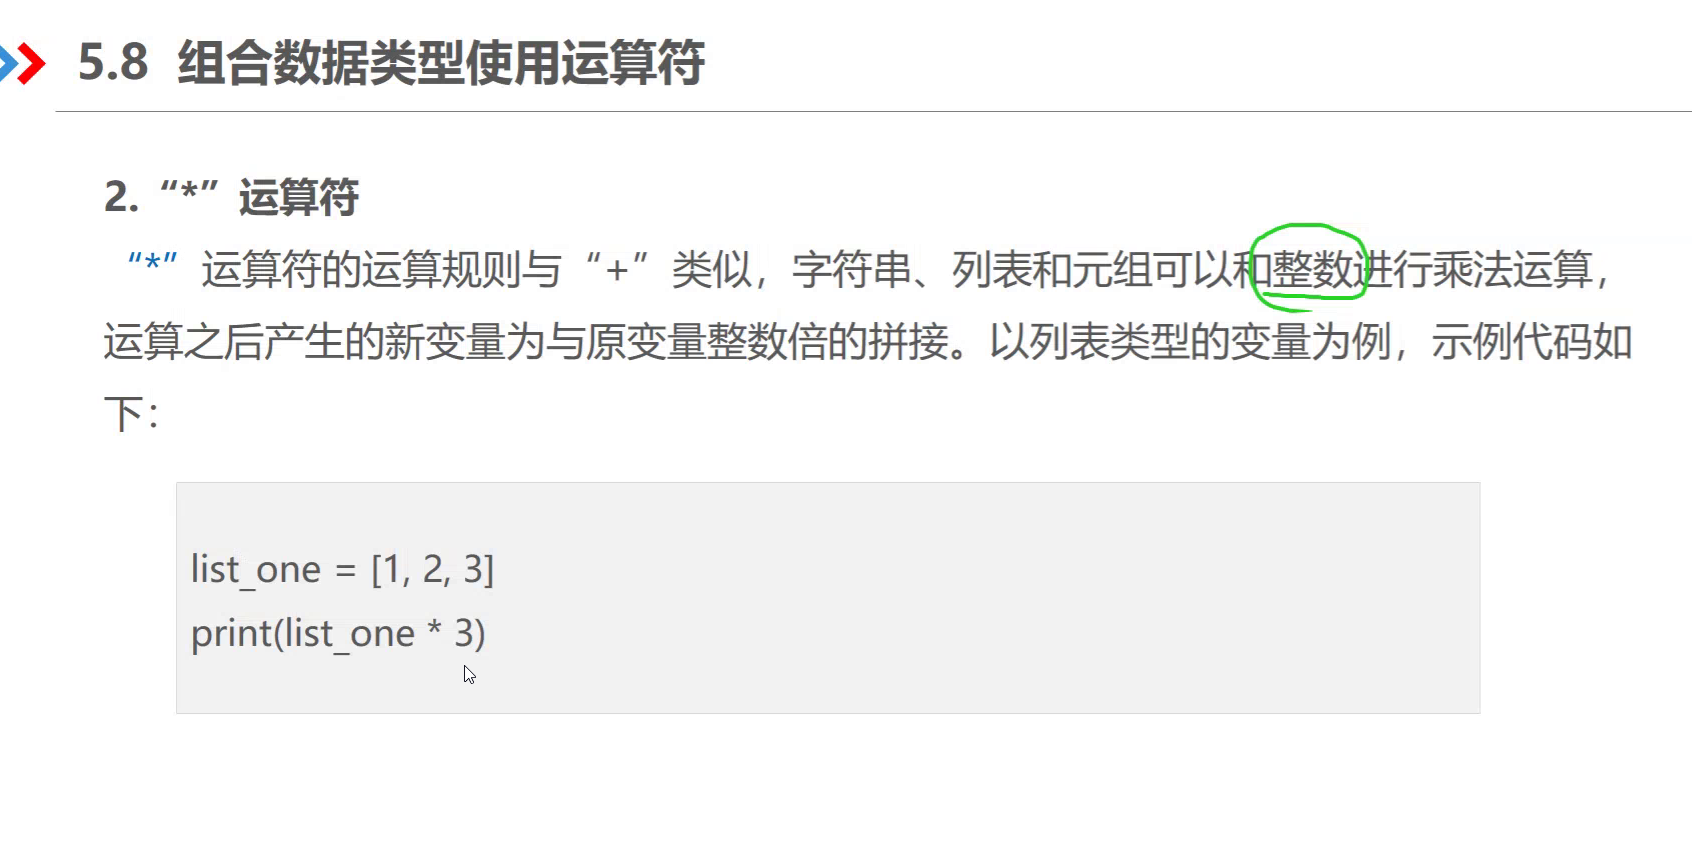 5.8 组合数据类型使用运算符
2. “*” 运算符
“*” 运算符的运算规则与“+”类似，字符串、列表和元组可以和整数进行乘法运算，
运算之后产生的新变量为与原变量整数倍的拼接。以列表类型的变量为例，示例代码如
下：
list_one = [1, 2, 3]
print(list_one * 3)